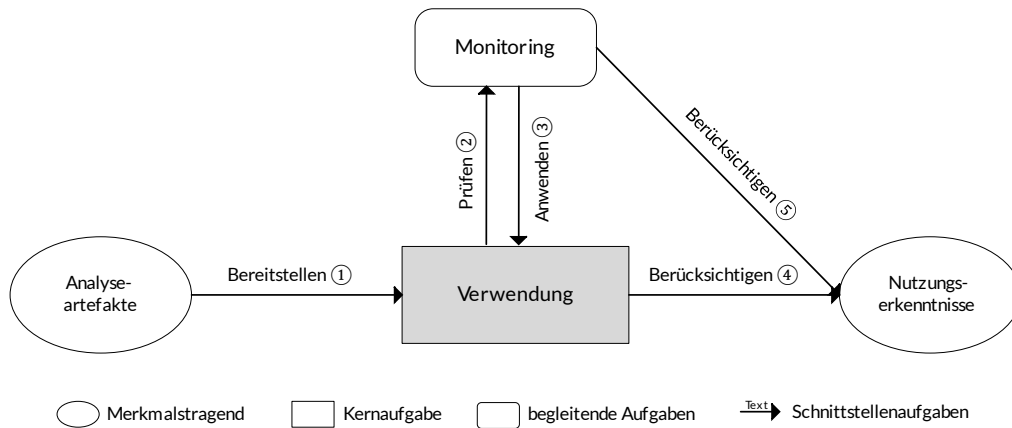 Monitoring
Prüfen ②
Anwenden ③
Berücksichtigen ⑤
Analyse-
artefakte
Bereitstellen ①
Verwendung
Berücksichtigen ④
Nutzungs-
erkenntnisse
Merkmalstragend
Kernaufgabe
begleitende Aufgaben
Text
Schnittstellenaufgaben